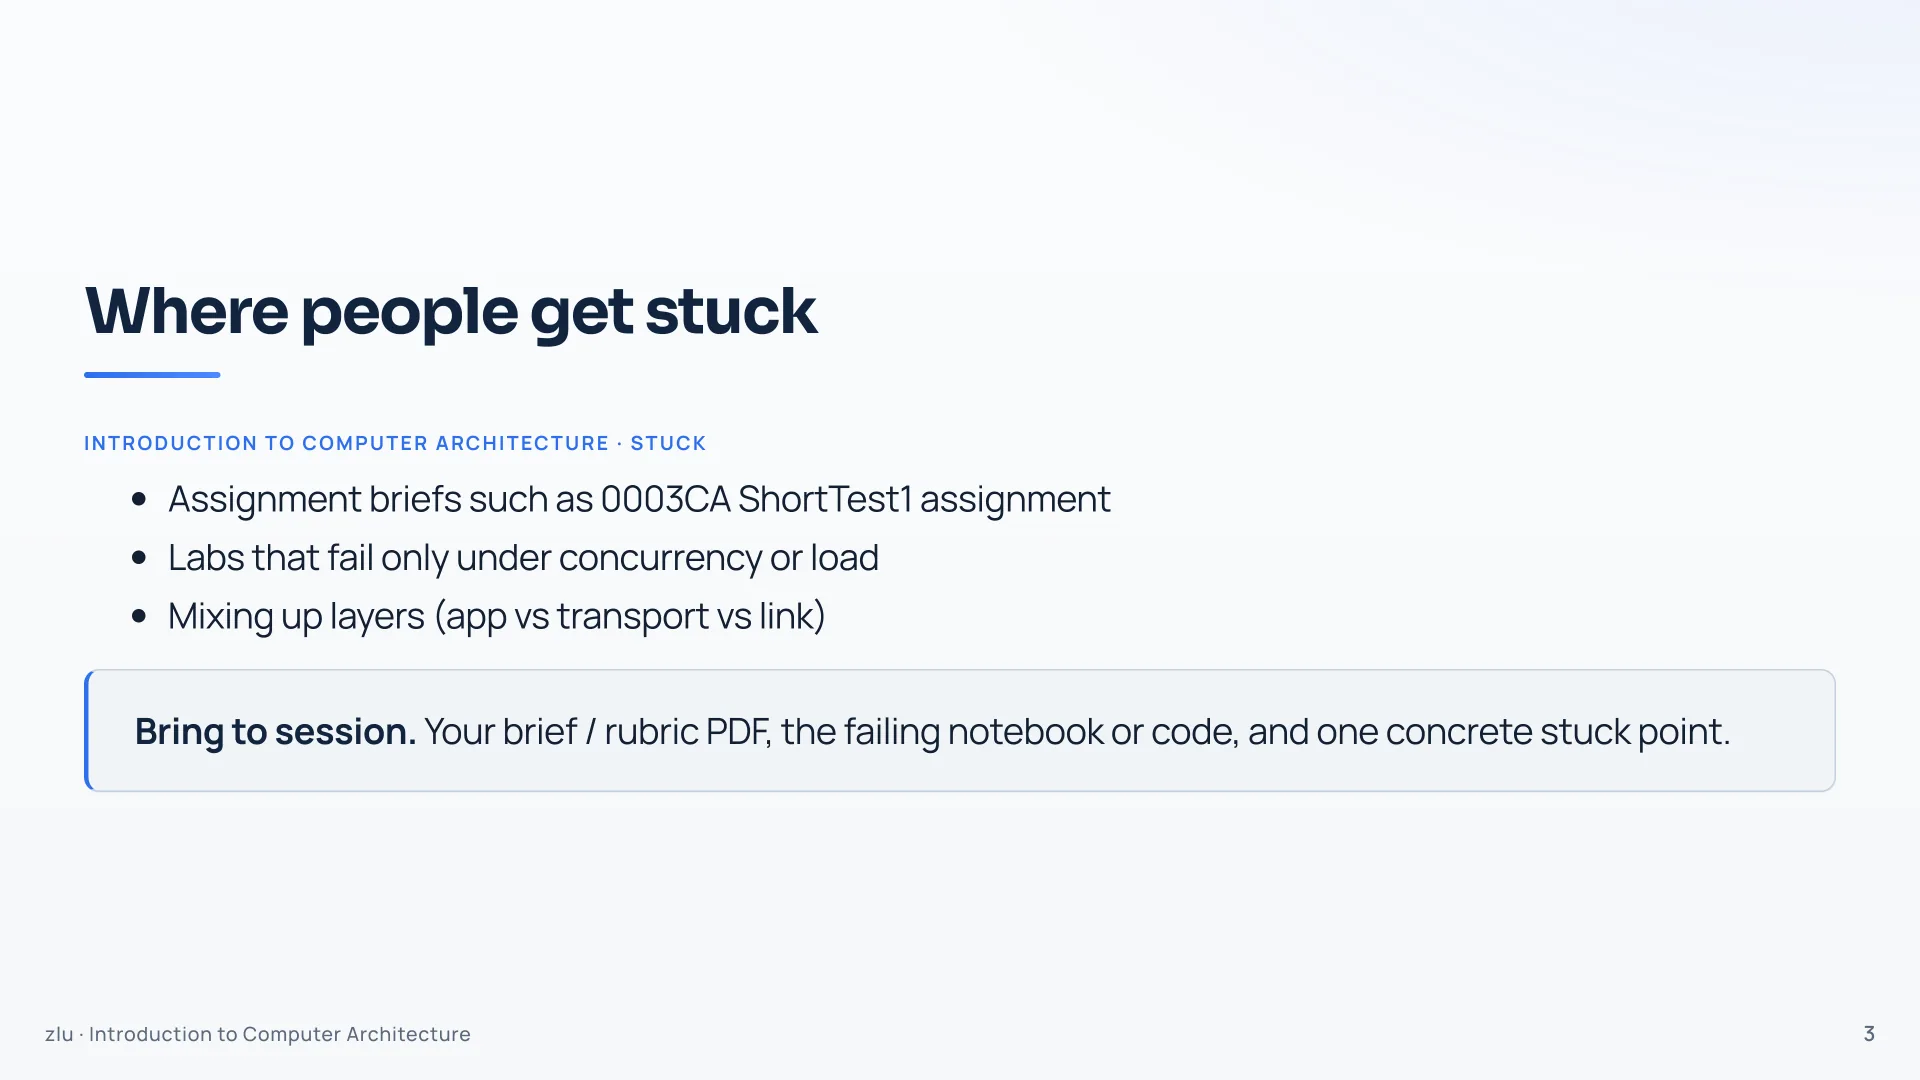 Where people get stuck
INTRODUCTION TO COMPUTER ARCHITECTURE · STUCK
• Assignment briefs such as 0003CA ShortTest1 assignment
• Labs that fail only under concurrency or load
• Mixing up layers (app vs transport vs link)
Bring to session. Your brief / rubric PDF, the failing notebook or code, and one concrete stuck point.
zlu · Introduction to Computer Architecture
3